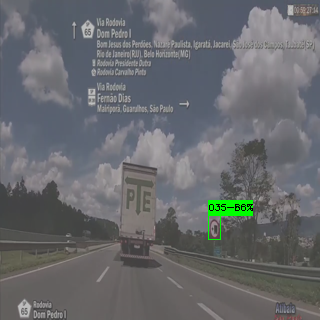 Via Rodovia
Dom Pedro I
65
Bom Jesus dos Perdões, Nazaré Paulista, Igaratá, Jacareí,
Rio de Janeiro(RJ), Belo Horizonte(MG)
Rodovia Presidente Dutra
Rodovia Carvalho Pinto
Via Rodovia
Fernão Dias
Mairiporã, Guarulhos, São Paulo
PTE
035-86%
65
Rodovia
Dom Pedro I